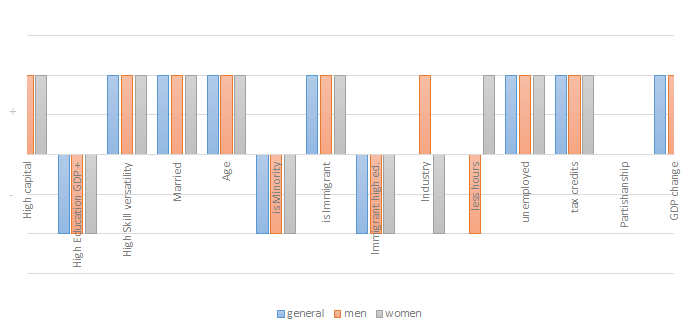 +
-
High capital
High Education GDP +
High Skill versatility
Married
Age
is Minority
is Immigrant
Immigrant high ed.
Industry
less hours
unemployed
tax credits
Partishanship
GDP change
general men women